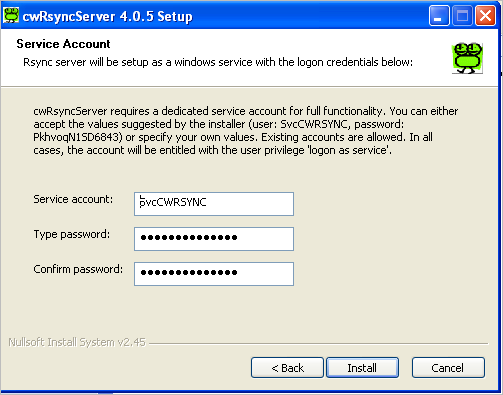 cwRsyncServer 4.0.5 Setup
Service Account
Rsync server will be setup as a windows service with the logon credentials below:
cwRsyncServer requires a dedicated service account for full functionality. You can either
accept the values suggested by the installer (user: SvcCWRSYNC, password:
PkhvoqN1SD6843) or specify your own values. Existing accounts are allowed. In all
cases, the account will be entitled with the user privilege 'logon as service'.
Service account: SvcCWRSYNC
Type password: ●●●●●●●●●●●●●●
Confirm password: ●●●●●●●●●●●●●●
Nullsoft Install System v2.45
< Back Install Cancel